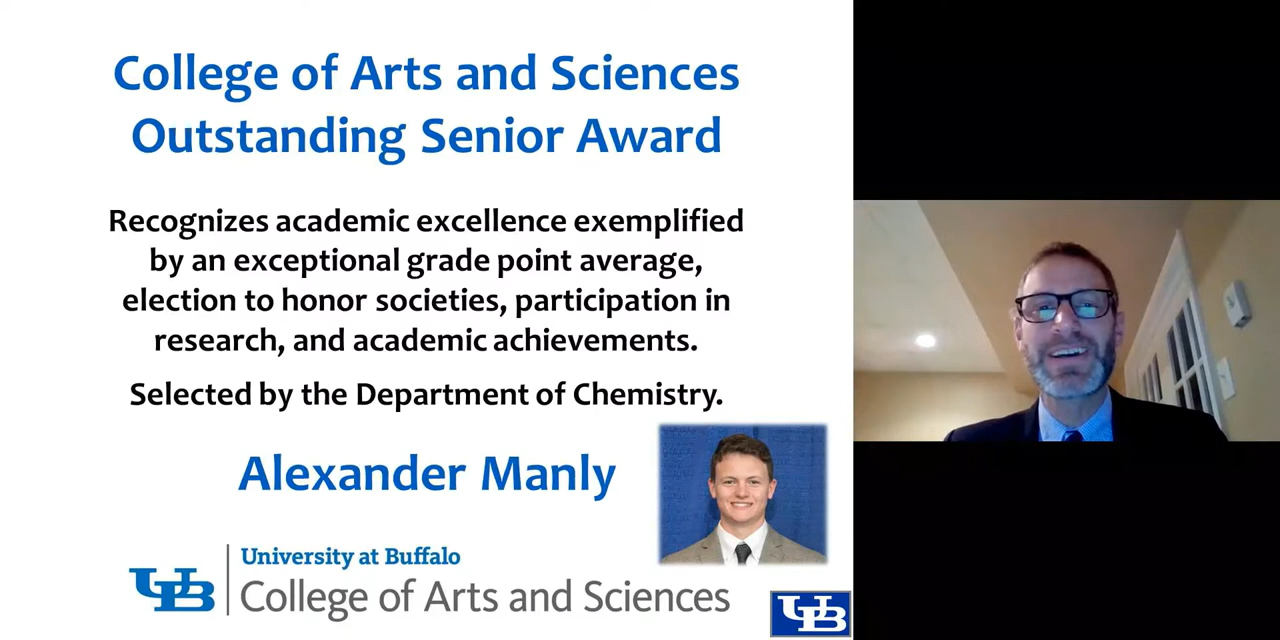 College of Arts and Sciences
Outstanding Senior Award
Recognizes academic excellence exemplified
by an exceptional grade point average,
election to honor societies, participation in
research, and academic achievements.
Selected by the Department of Chemistry.
Alexander Manly
UB
University at Buffalo
College of Arts and Sciences
UB